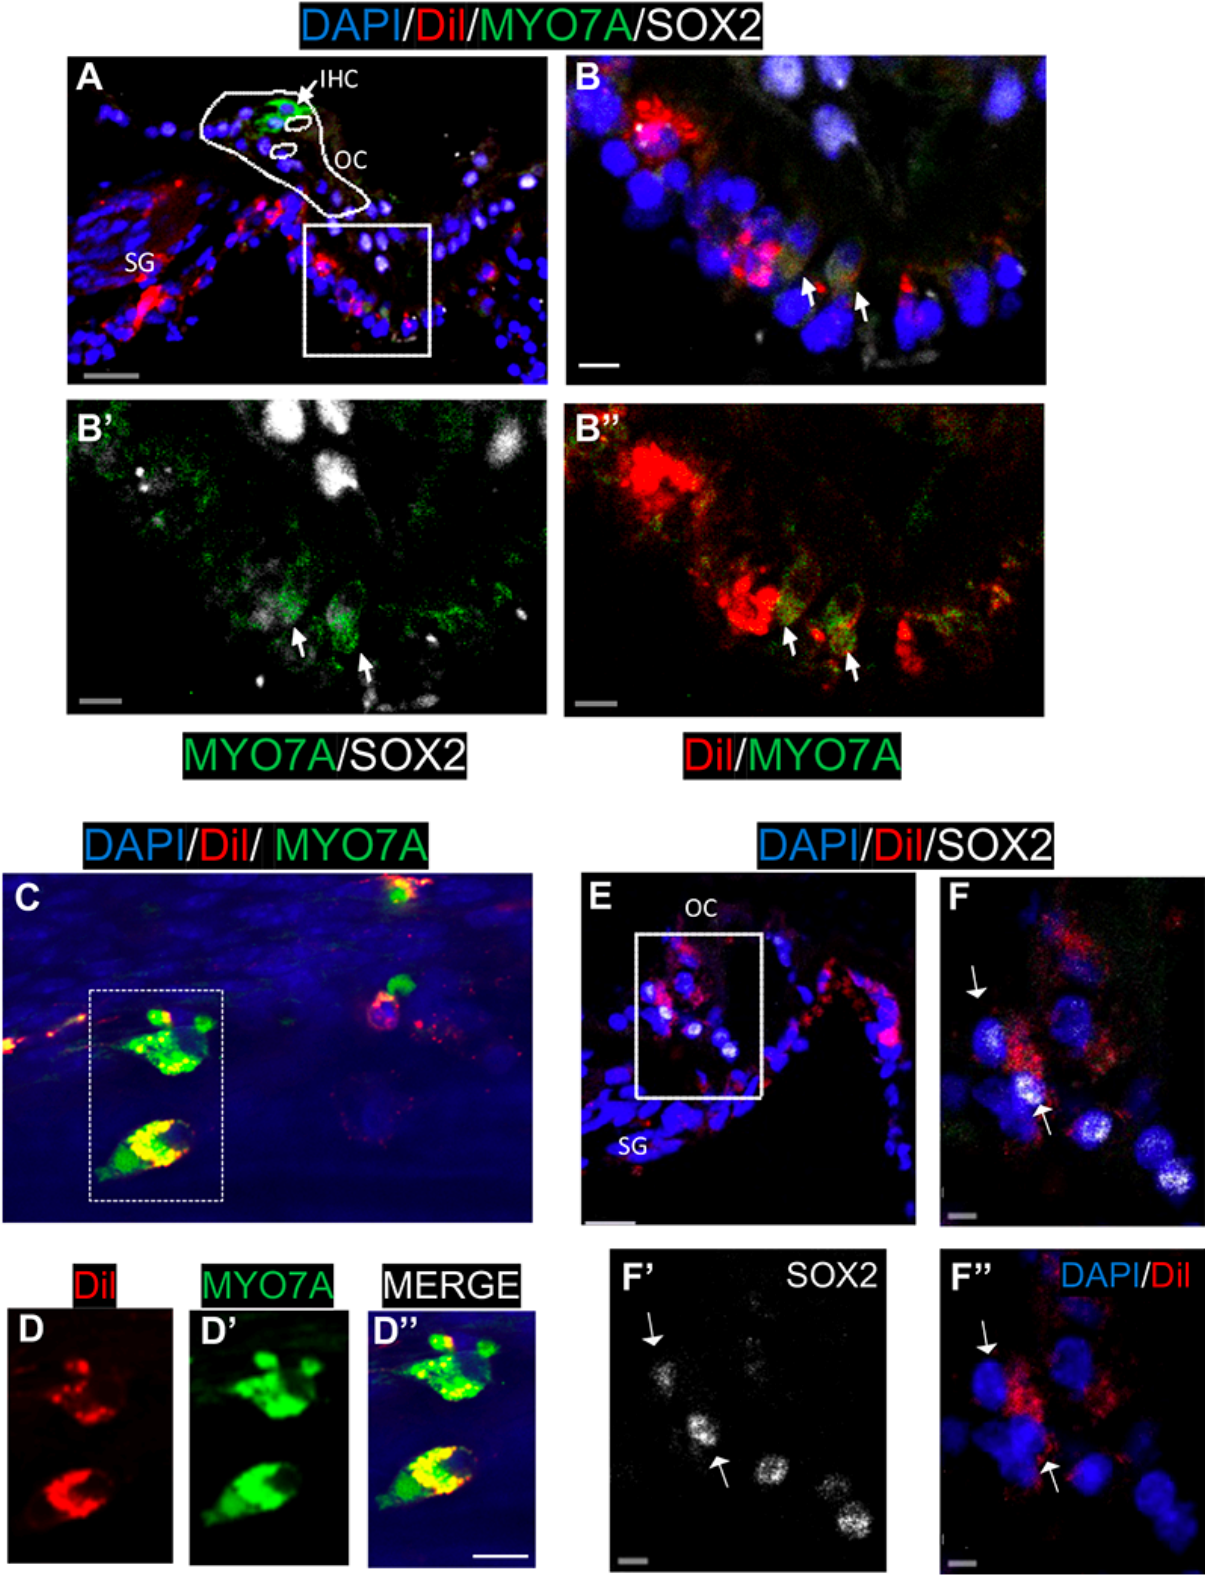 DAPI/DiI/MYO7A/SOX2
A
IHC
OC
SG
B
B’
B’’
MYO7A/SOX2
DiI/MYO7A
DAPI/DiI/ MYO7A
DAPI/DiI/SOX2
C
E
OC
SG
F
DiI
MYO7A
MERGE
D
D’
D’’
F’
SOX2
F’’
DAPI/DiI